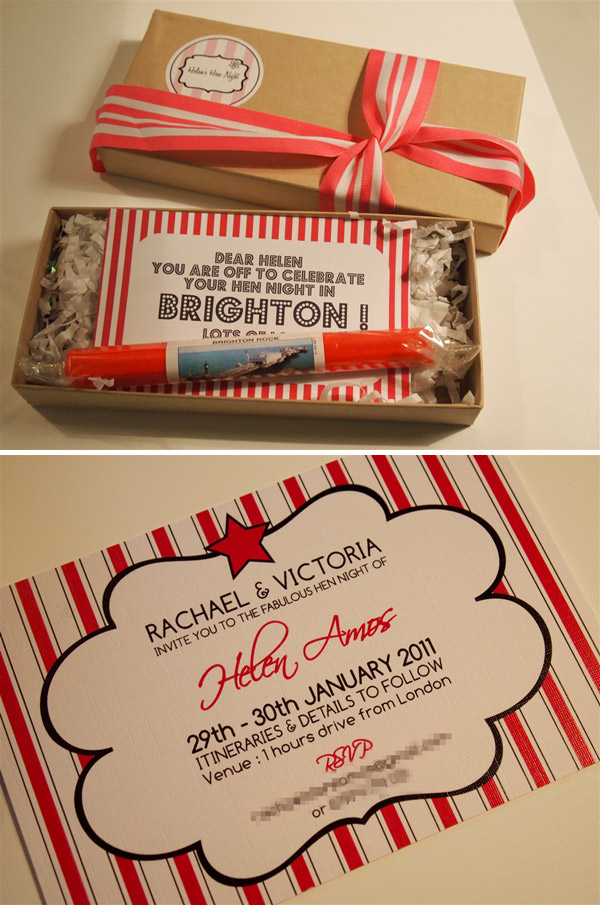 Helen's Hen Night
DEAR HELEN
YOU ARE OFF TO CELEBRATE
YOUR HEN NIGHT IN
BRIGHTON !
LOTS OF
BRIGHTON ROCK
RACHAEL & VICTORIA
INVITE YOU TO THE FABULOUS HEN NIGHT OF
Helen Amos
29th - 30th JANUARY 2011
ITINERARIES & DETAILS TO FOLLOW
Venue : 1 hours drive from London
RSVP
or